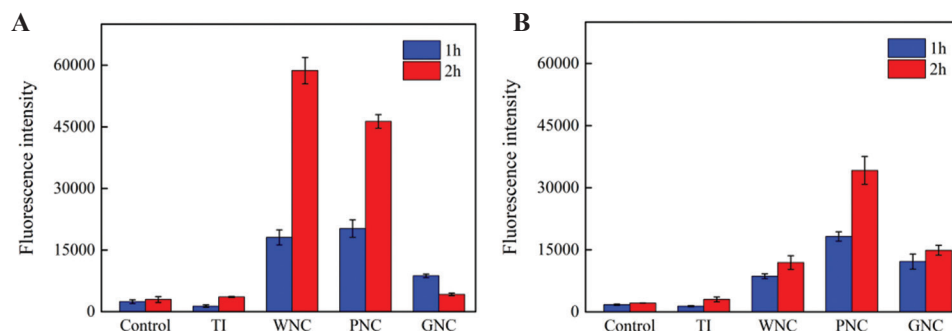 A
Fluorescence intensity
60000
45000
30000
15000
0
1h
2h
Control TI WNC PNC GNC
B
Fluorescence intensity
60000
45000
30000
15000
0
1h
2h
Control TI WNC PNC GNC